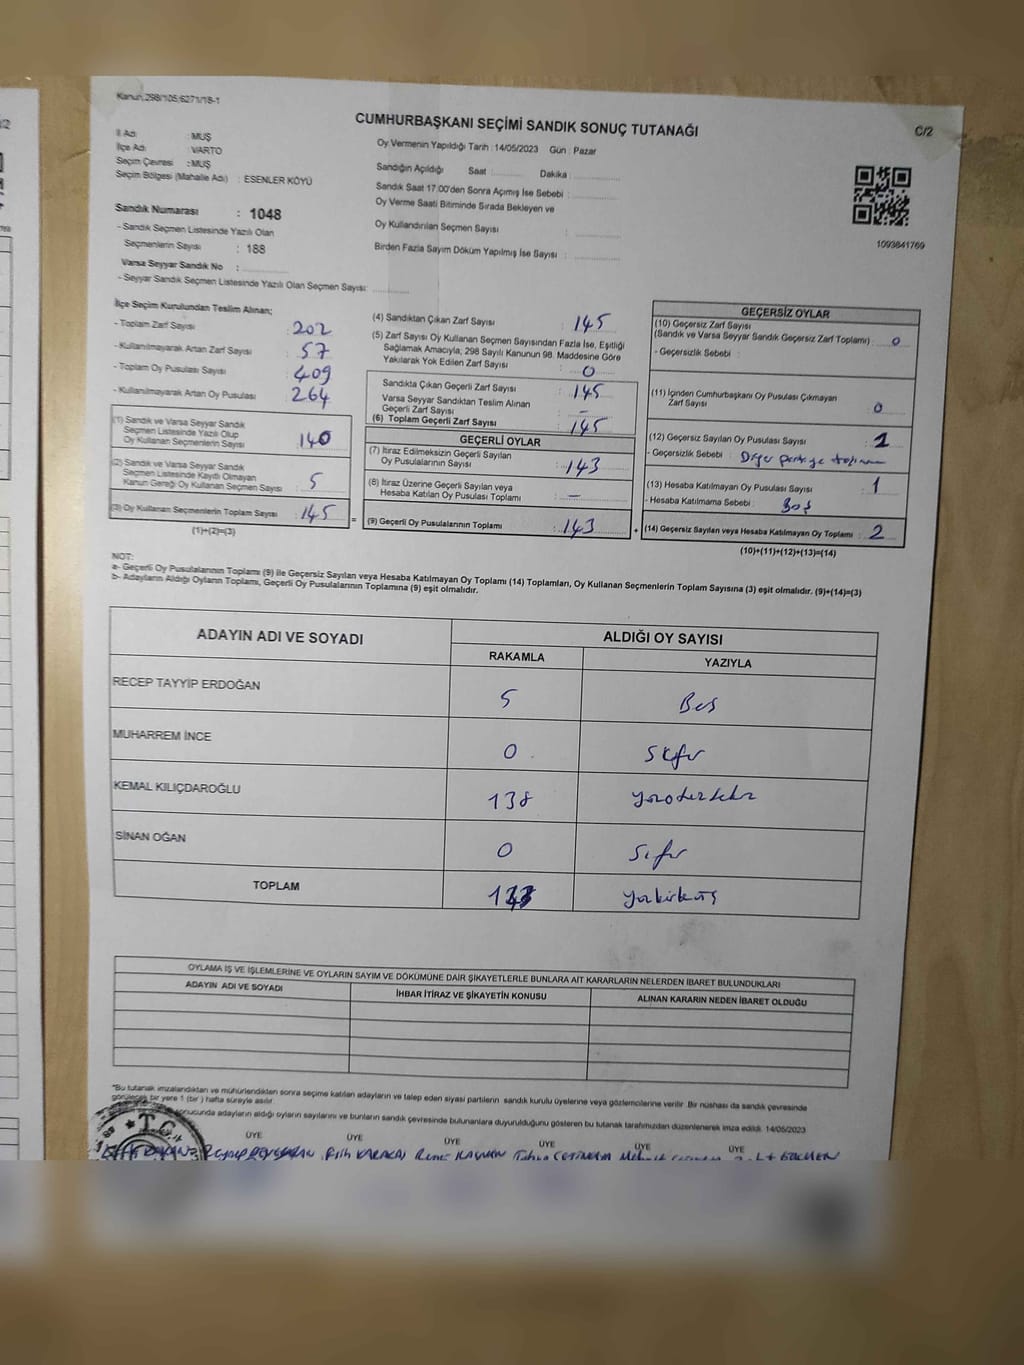 Kanun;298/105;6271/18-1
CUMHURBAŞKANI SEÇİMİ SANDIK SONUÇ TUTANAĞI
C/2
İl Adı : MUŞ
İlçe Adı : VARTO
Seçim Çevresi : MUŞ
Seçim Bölgesi (Mahalle Adı) : ESENLER KÖYÜ
Sandık Numarası : 1048
- Sandık Seçmen Listesinde Yazılı Olan
Seçmenlerin Sayısı : 188
Varsa Seyyar Sandık No :
- Seyyar Sandık Seçmen Listesinde Yazılı Olan Seçmen Sayısı:
Oy Vermenin Yapıldığı Tarih :14/05/2023 Gün : Pazar
Sandığın Açıldığı Saat : Dakika :
Sandık Saat 17.00'den Sonra Açımış İse Sebebi :
Oy Verme Saati Bitiminde Sırada Bekleyen ve
Oy Kullandırılan Seçmen Sayısı :
Birden Fazla Sayım Döküm Yapılmış İse Sayısı :
1093841769
İlçe Seçim Kurulundan Teslim Alınan;
- Toplam Zarf Sayısı : 202
- Kullanılmayarak Artan Zarf Sayısı : 57
- Toplam Oy Pusulası Sayısı : 409
- Kullanılmayarak Artan Oy Pusulası : 264
(1) Sandık ve Varsa Seyyar Sandık
Seçmen Listesinde Yazılı Olup
Oy Kullanan Seçmenlerin Sayısı : 140
(2) Sandık ve Varsa Seyyar Sandık
Seçmen Listesinde Kayıtlı Olmayan
Kanun Gereği Oy Kullanan Seçmen Sayısı : 5
(3) Oy Kullanan Seçmenlerin Toplam Sayısı : 145
(1)+(2)=(3)
(4) Sandıktan Çıkan Zarf Sayısı : 145
(5) Zarf Sayısı Oy Kullanan Seçmen Sayısından Fazla İse, Eşitliği
Sağlamak Amacıyla; 298 Sayılı Kanunun 98. Maddesine Göre
Yakılarak Yok Edilen Zarf Sayısı : 0
Sandıkta Çıkan Geçerli Zarf Sayısı : 145
Varsa Seyyar Sandıktan Teslim Alınan
Geçerli Zarf Sayısı : -
(6) Toplam Geçerli Zarf Sayısı : 145
GEÇERLİ OYLAR
(7) İtiraz Edilmeksizin Geçerli Sayılan
Oy Pusulalarının Sayısı : 143
(8) İtiraz Üzerine Geçerli Sayılan veya
Hesaba Katılan Oy Pusulası Toplamı : -
= (9) Geçerli Oy Pusulalarının Toplamı : 143 +
GEÇERSİZ OYLAR
(10) Geçersiz Zarf Sayısı
(Sandık ve Varsa Seyyar Sandık Geçersiz Zarf Toplamı) : 0
- Geçersizlik Sebebi :
(11) İçinden Cumhurbaşkanı Oy Pusulası Çıkmayan
Zarf Sayısı : 0
(12) Geçersiz Sayılan Oy Pusulası Sayısı : 1
- Geçersizlik Sebebi : Diğer partiye
(13) Hesaba Katılmayan Oy Pusulası Sayısı : 1
- Hesaba Katılmama Sebebi : Boş
(14) Geçersiz Sayılan veya Hesaba Katılmayan Oy Toplamı : 2
(10)+(11)+(12)+(13)=(14)
NOT:
a- Geçerli Oy Pusulalarının Toplamı (9) ile Geçersiz Sayılan veya Hesaba Katılmayan Oy Toplamı (14) Toplamları, Oy Kullanan Seçmenlerin Toplam Sayısına (3) eşit olmalıdır. (9)+(14)=(3)
b- Adayların Aldığı Oyların Toplamı, Geçerli Oy Pusulalarının Toplamına (9) eşit olmalıdır.
ADAYIN ADI VE SOYADI ALDIĞI OY SAYISI
RAKAMLA YAZIYLA
RECEP TAYYİP ERDOĞAN 5 Beş
MUHARREM İNCE 0 Sıfır
KEMAL KILIÇDAROĞLU 138 yüzotuzsekiz
SİNAN OĞAN 0 Sıfır
TOPLAM 143 yüzkırküç
OYLAMA İŞ VE İŞLEMLERİNE VE OYLARIN SAYIM VE DÖKÜMÜNE DAİR ŞİKAYETLERLE BUNLARA AİT KARARLARIN NELERDEN İBARET BULUNDUKLARI
ADAYIN ADI VE SOYADI İHBAR İTİRAZ VE ŞİKAYETİN KONUSU ALINAN KARARIN NEDEN İBARET OLDUĞU
*Bu tutanak imzalandıktan ve mühürlendikten sonra seçime katılan adayların ve talep eden siyasi partilerin sandık kurulu üyelerine veya gözlemcilerine verilir. Bir nüshası da sandık çevresinde
görülecek bir yere 1 (bir ) hafta süreyle asılır.
sonucunda adayların aldığı oyların sayılarını ve bunların sandık çevresinde bulunanlara duyurulduğunu gösteren bu tutanak tarafımızdan düzenlenerek imza edildi. 14/05/2023
T.C.
ÜYE ÜYE ÜYE ÜYE ÜYE ÜYE